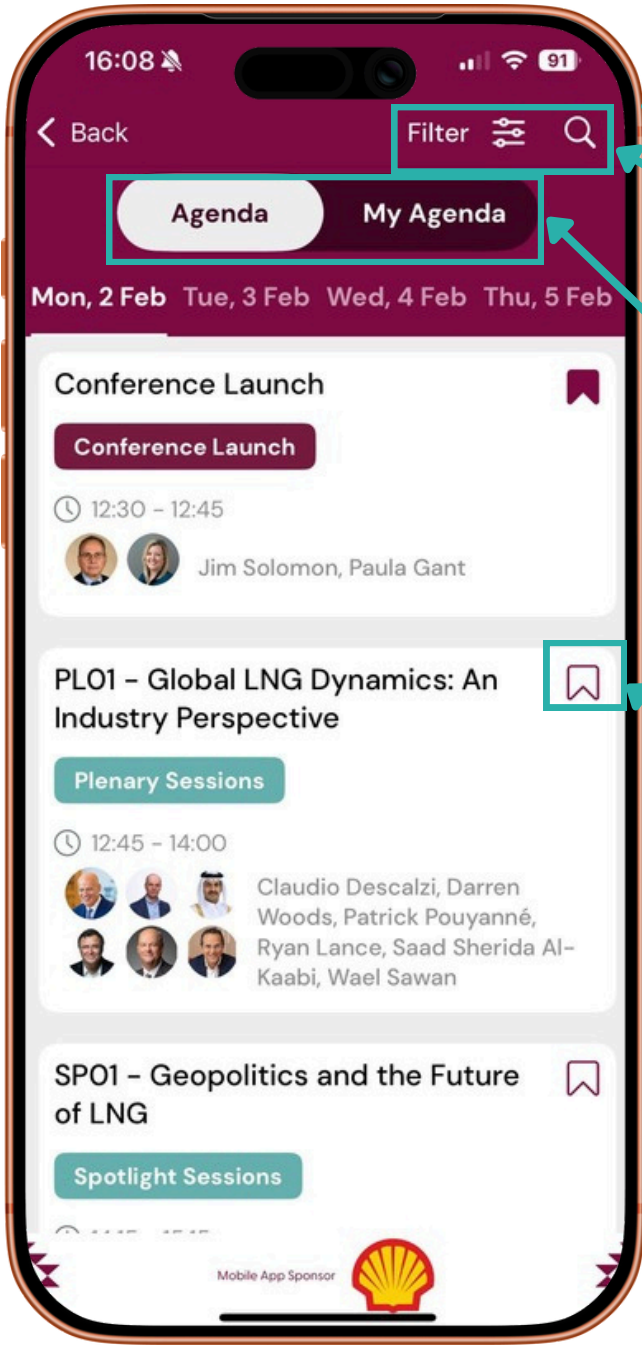 16:08
91
Back
Filter
Agenda
My Agenda
Mon, 2 Feb Tue, 3 Feb Wed, 4 Feb Thu, 5 Feb
Conference Launch
Conference Launch
12:30 – 12:45
Jim Solomon, Paula Gant
PL01 – Global LNG Dynamics: An
Industry Perspective
Plenary Sessions
12:45 – 14:00
Claudio Descalzi, Darren
Woods, Patrick Pouyanné,
Ryan Lance, Saad Sherida Al-
Kaabi, Wael Sawan
SP01 – Geopolitics and the Future
of LNG
Spotlight Sessions
Mobile App Sponsor